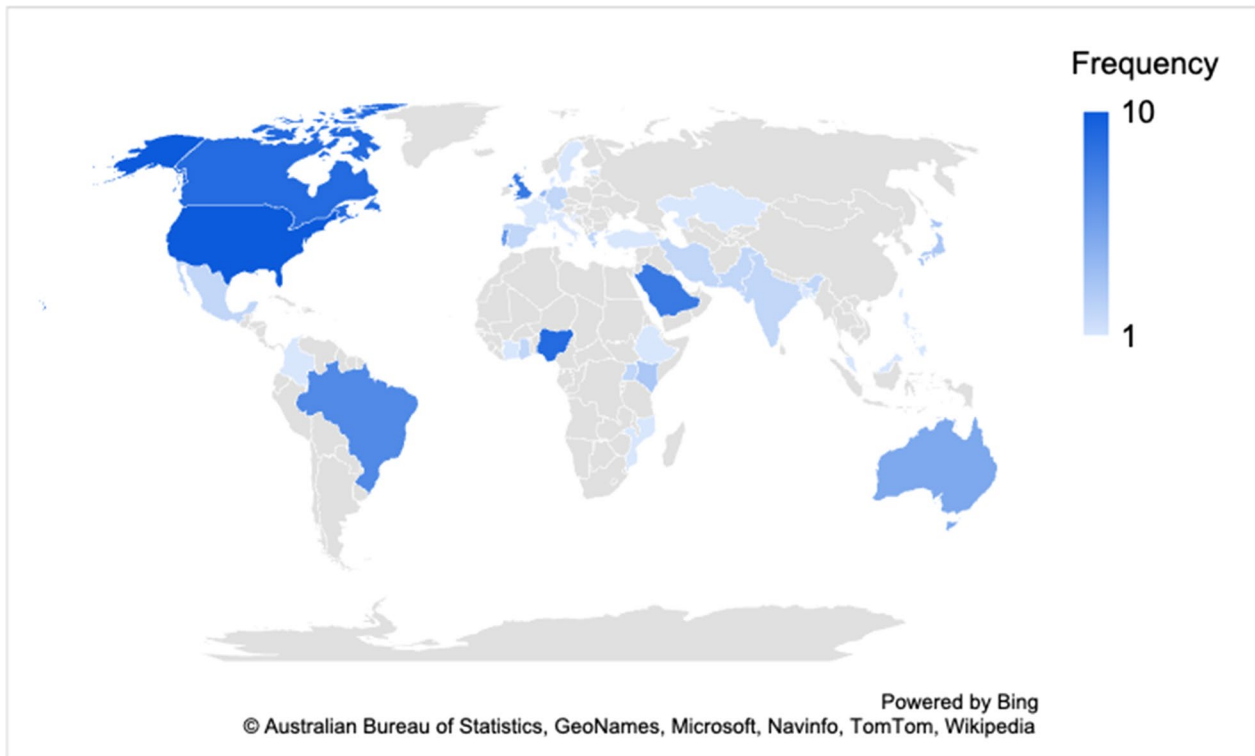 Frequency
10
1
Powered by Bing
© Australian Bureau of Statistics, GeoNames, Microsoft, Navinfo, TomTom, Wikipedia